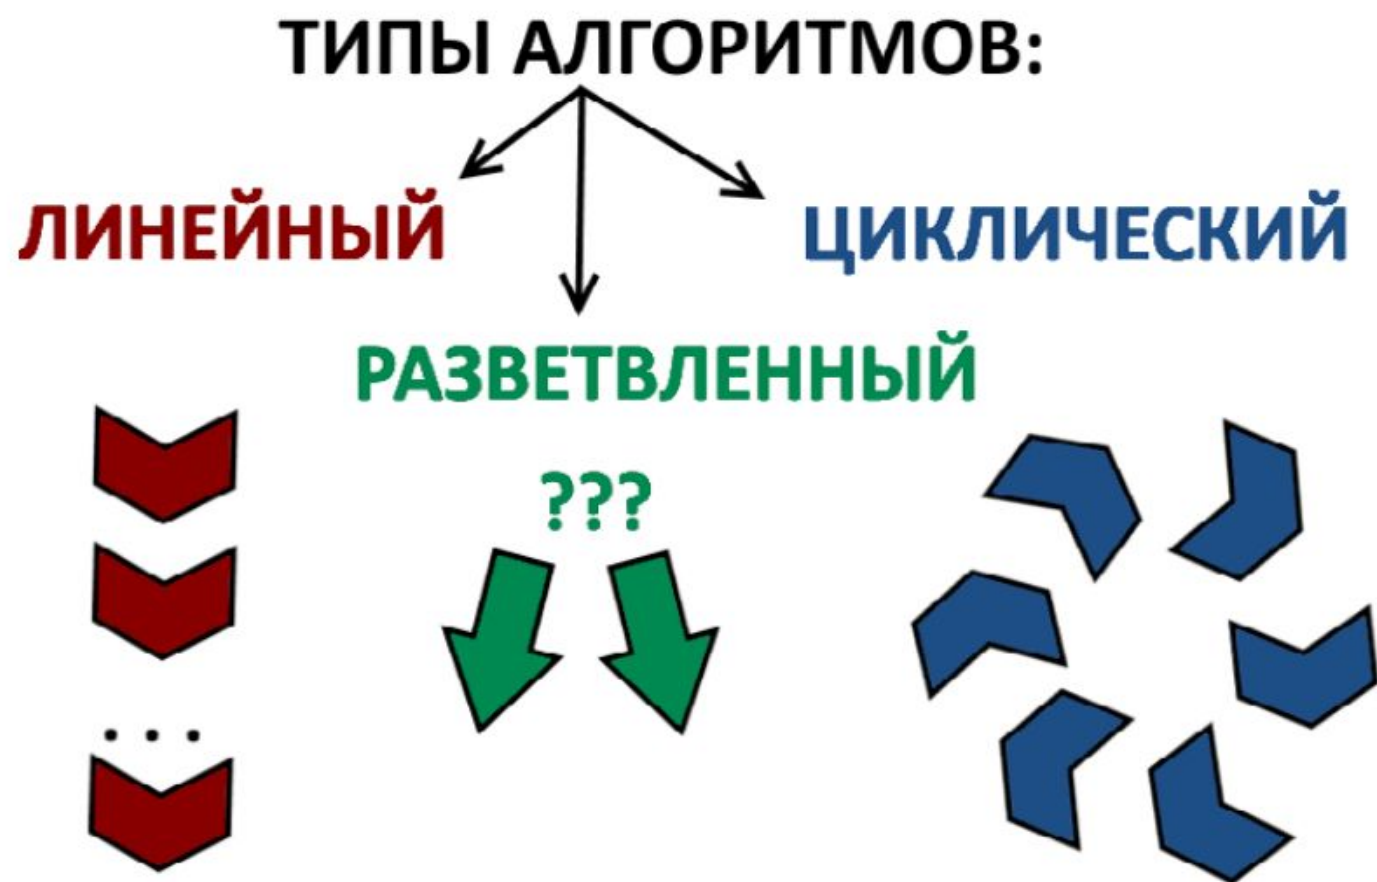 ТИПЫ АЛГОРИТМОВ:
ЛИНЕЙНЫЙ
ЦИКЛИЧЕСКИЙ
РАЗВЕТВЛЕННЫЙ
???
...